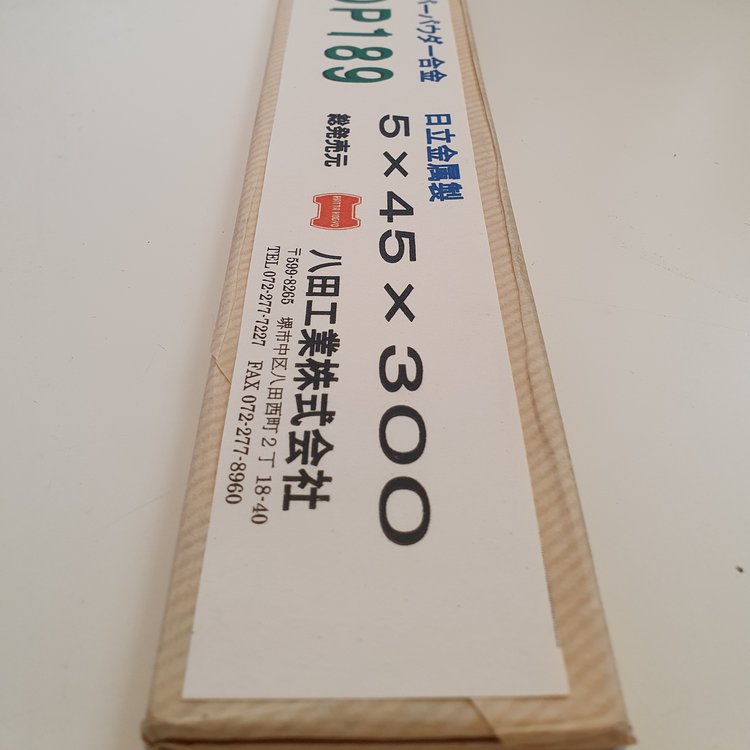 ーパウダー合金
P189
日立金属製
5×45×300
総発売元
HATTA KOGYO
八田工業株式会社
〒599-8265 堺市中区八田西町2丁18-40
TEL 072-277-7227 FAX 072-277-8960